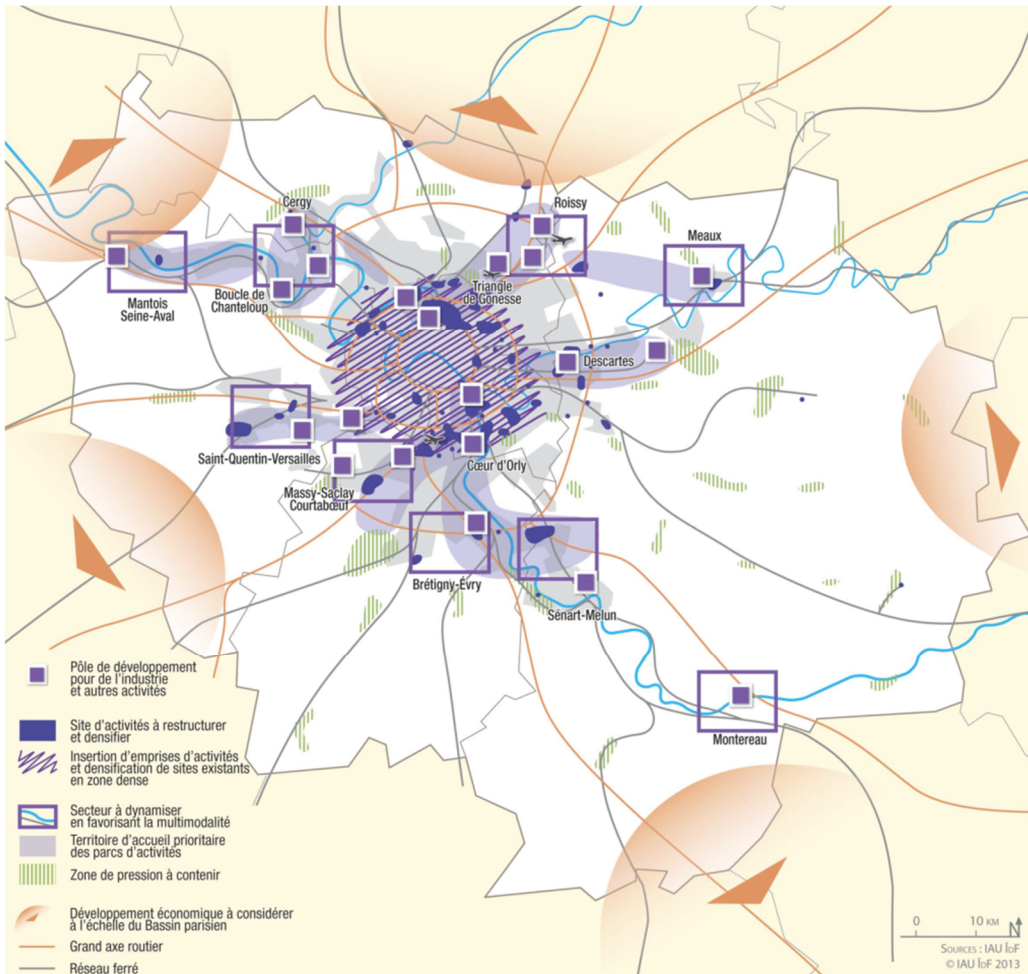 Cergy
Roissy
Meaux
Mantois
Seine-Aval
Boucle de
Chanteloup
Triangle
de Gonesse
Descartes
Saint-Quentin-Versailles
Cœur d'Orly
Massy-Saclay
Courtabœuf
Brétigny-Évry
Sénart-Melun
Montereau
Pôle de développement
pour de l'industrie
et autres activités
Site d'activités à restructurer
et densifier
Insertion d'emprises d'activités
et densification de sites existants
en zone dense
Secteur à dynamiser
en favorisant la multimodalité
Territoire d'accueil prioritaire
des parcs d'activités
Zone de pression à contenir
Développement économique à considérer
à l'échelle du Bassin parisien
Grand axe routier
Réseau ferré
0 10 KM
N
SOURCES : IAU ÎDF
© IAU ÎDF 2013